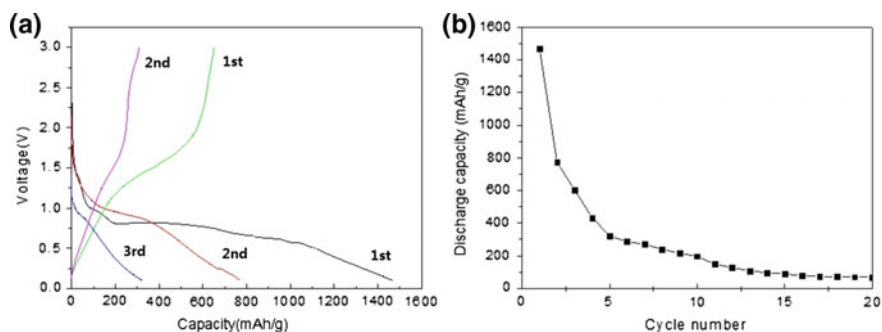 (a)
3.0
2.5
2.0
1.5
1.0
0.5
0.0
Voltage(V)
2nd
1st
3rd
2nd
1st
0 200 400 600 800 1000 1200 1400 1600
Capacity(mAh/g)
(b)
1600
1400
1200
1000
800
600
400
200
0
Discharge capacity (mAh/g)
0 5 10 15 20
Cycle number